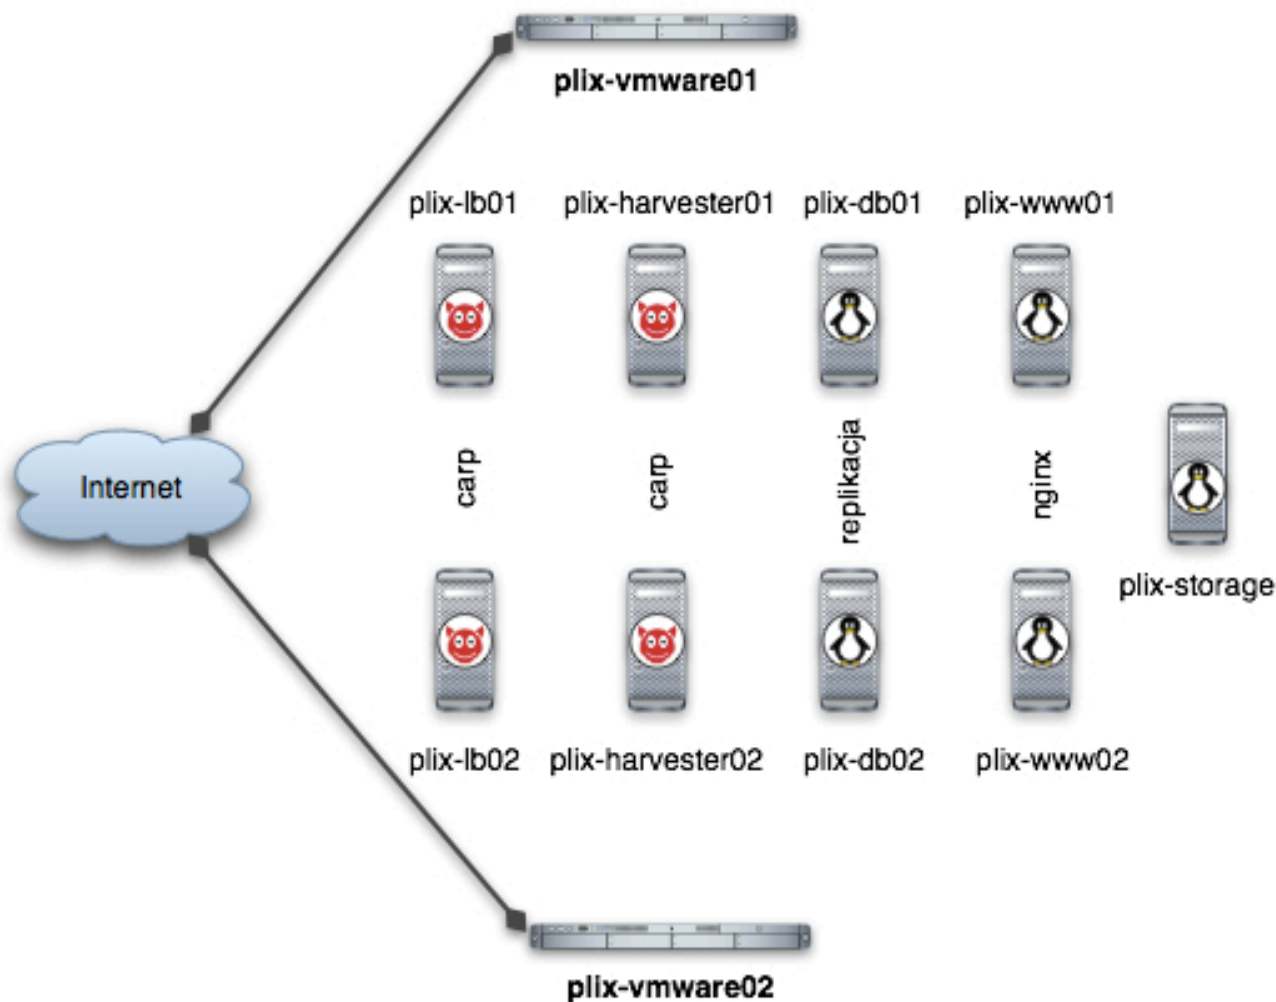 plix-vmware01
plix-lb01 plix-harvester01 plix-db01 plix-www01
carp carp replikacja nginx
Internet
plix-storage
plix-lb02 plix-harvester02 plix-db02 plix-www02
plix-vmware02